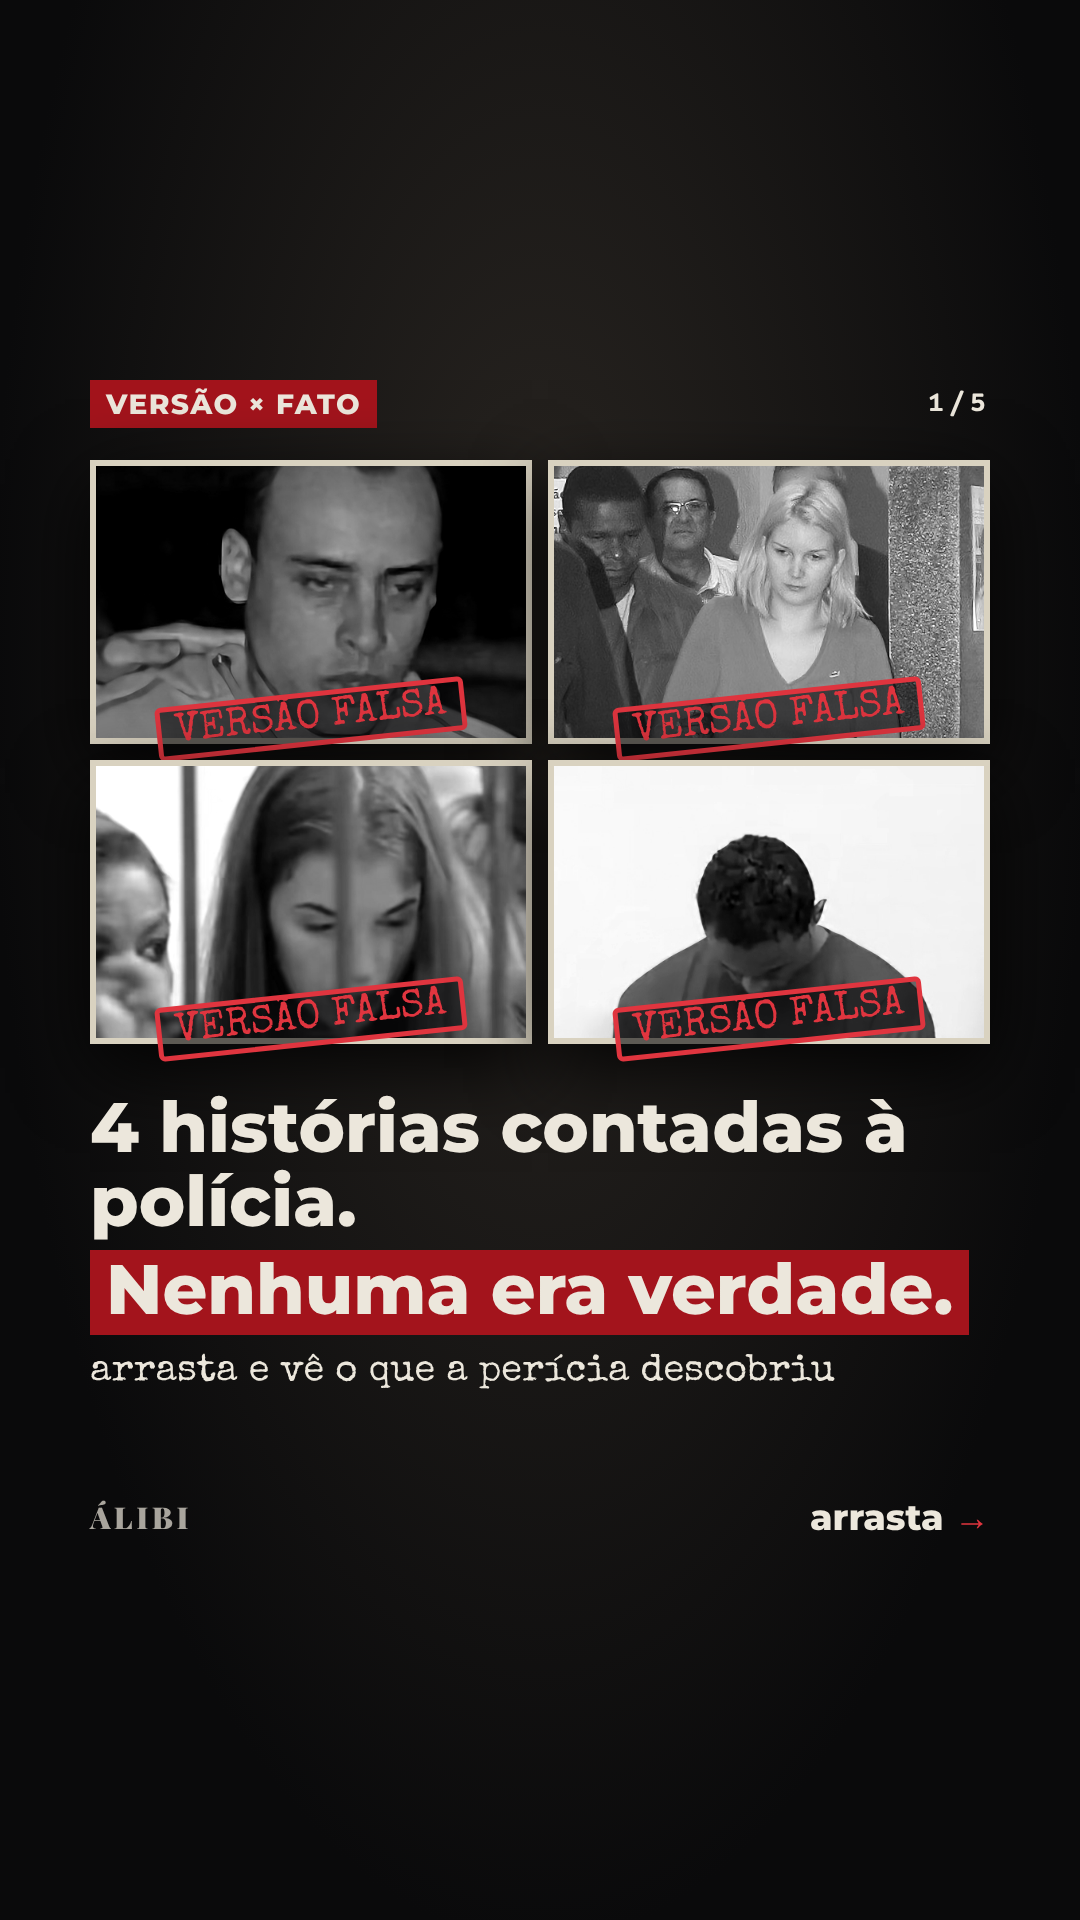 VERSÃO × FATO
1 / 5
VERSÃO FALSA
VERSÃO FALSA
VERSÃO FALSA
VERSÃO FALSA
4 histórias contadas à
polícia.
Nenhuma era verdade.
arrasta e vê o que a perícia descobriu
ÁLIBI
arrasta →